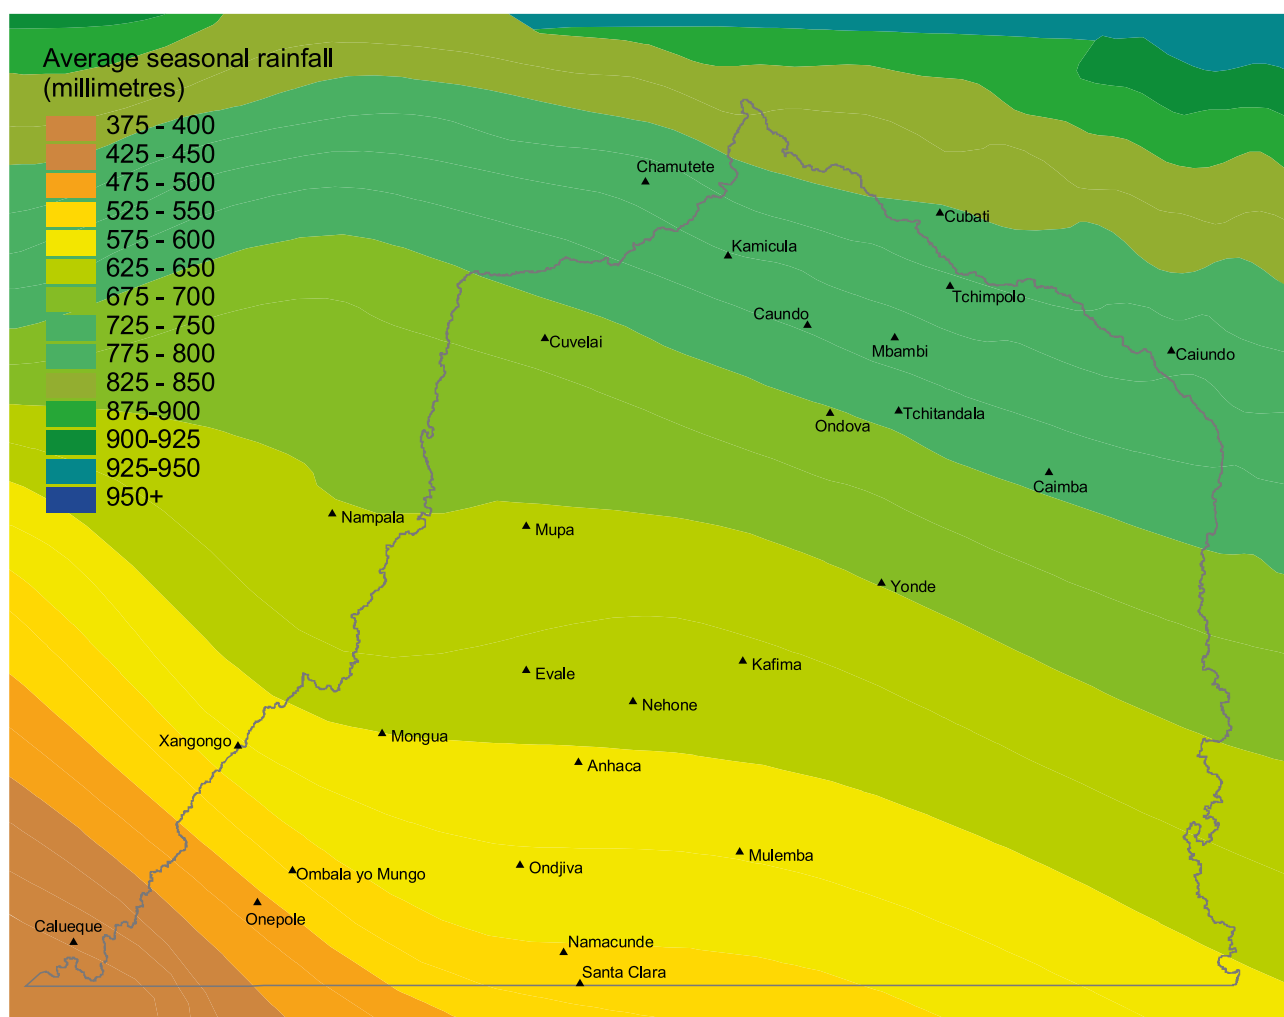 Average seasonal rainfall
(millimetres)
375 - 400
425 - 450
475 - 500
525 - 550
575 - 600
625 - 650
675 - 700
725 - 750
775 - 800
825 - 850
875-900
900-925
925-950
950+
Chamutete
Cubati
Kamicula
Tchimpolo
Caundo
Cuvelai
Mbambi
Caiundo
Tchitandala
Ondova
Caimba
Nampala
Mupa
Yonde
Kafima
Evale
Nehone
Mongua
Xangongo
Anhaca
Mulemba
Ondjiva
Ombala yo Mungo
Onepole
Calueque
Namacunde
Santa Clara